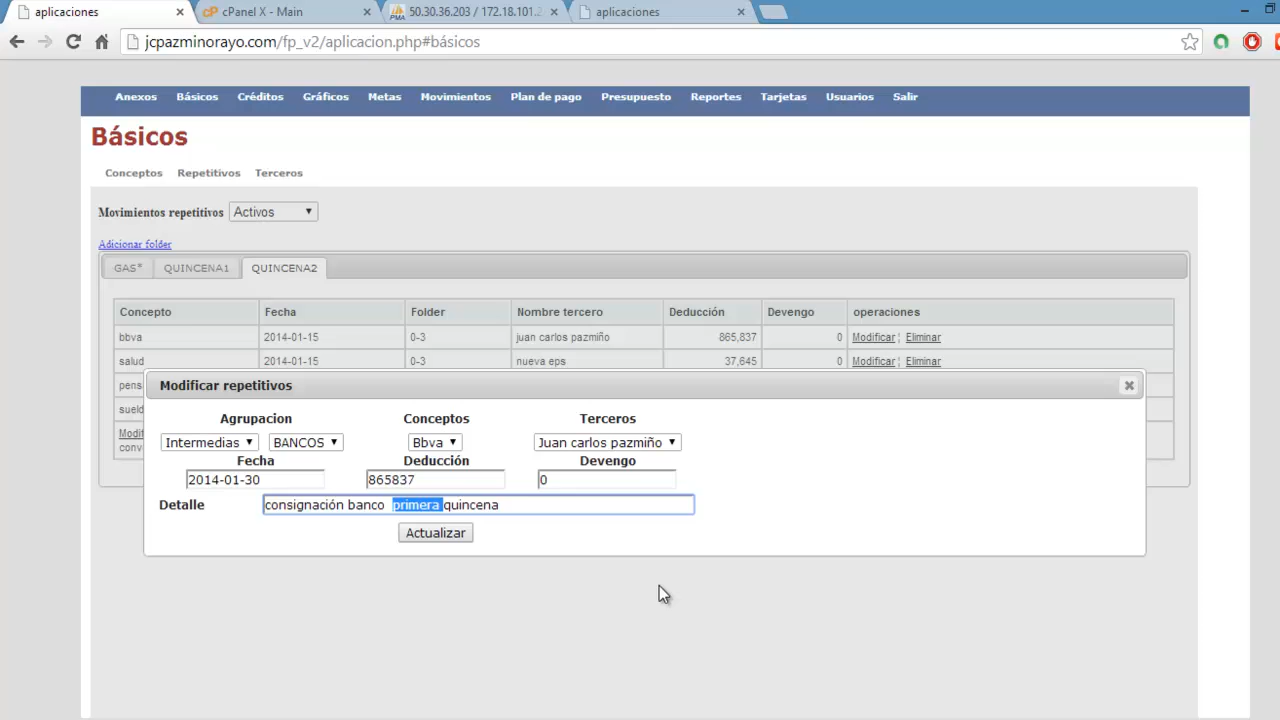 aplicaciones cPanel X - Main 50.30.36.203 / 172.18.101.2 aplicaciones
jcpazminorayo.com/fp_v2/aplicacion.php#básicos
Anexos Básicos Créditos Gráficos Metas Movimientos Plan de pago Presupuesto Reportes Tarjetas Usuarios Salir
Básicos
Conceptos Repetitivos Terceros
Movimientos repetitivos Activos
Adicionar folder
GAS* QUINCENA1 QUINCENA2
Concepto Fecha Folder Nombre tercero Deducción Devengo operaciones
bbva 2014-01-15 0-3 juan carlos pazmiño 865,837 0 Modificar ¦ Eliminar
salud 2014-01-15 0-3 nueva eps 37,645 0 Modificar ¦ Eliminar
pens
sueld
Modif
conv
Modificar repetitivos
Agrupacion Conceptos Terceros
Intermedias BANCOS Bbva Juan carlos pazmiño
Fecha Deducción Devengo
2014-01-30 865837 0
Detalle consignación banco primera quincena
Actualizar